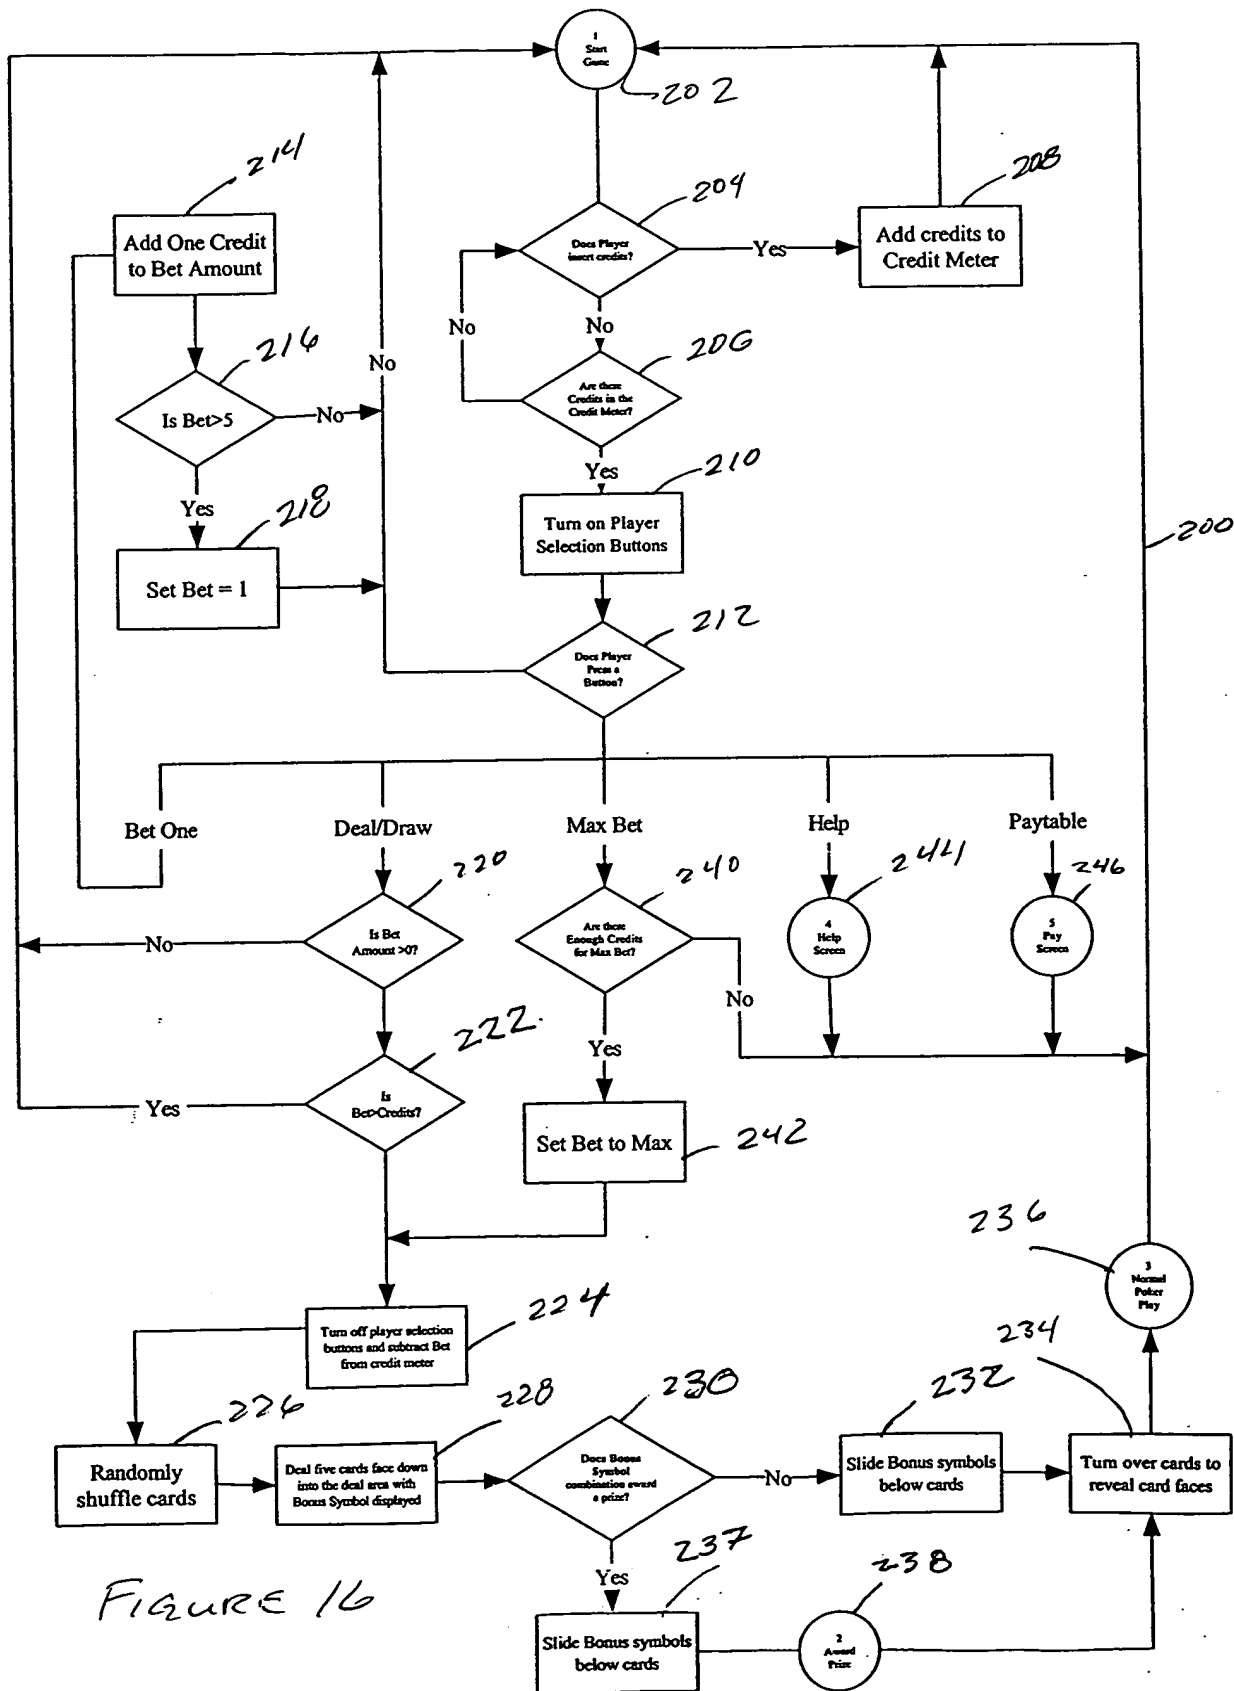 1
Start
Game
202
214
204
208
Add One Credit
to Bet Amount
Does Player
insert credits?
Yes
Add credits to
Credit Meter
No
No
216
No
206
Is Bet>5
No
Are there
Credits in the
Credit Meter?
Yes
210
Yes
218
Turn on Player
Selection Buttons
200
Set Bet = 1
212
Does Player
Press a
Button?
Bet One
Deal/Draw
Max Bet
Help
Paytable
220
240
244
246
No
Is Bet
Amount >0?
Are there
Enough Credits
for Max Bet?
4
Help
Screen
5
Pay
Screen
No
222
Yes
Yes
Is
Bet>Credits?
Set Bet to Max
242
236
3
Normal
Poker
Play
224
Turn off player selection
buttons and subtract Bet
from credit meter
234
226
228
230
232
Randomly
shuffle cards
Deal five cards face down
into the deal area with
Bonus Symbol displayed
Does Bonus
Symbol
combination award
a prize?
No
Slide Bonus symbols
below cards
Turn over cards to
reveal card faces
237
238
Yes
FIGURE 16
Slide Bonus symbols
below cards
2
Award
Prize